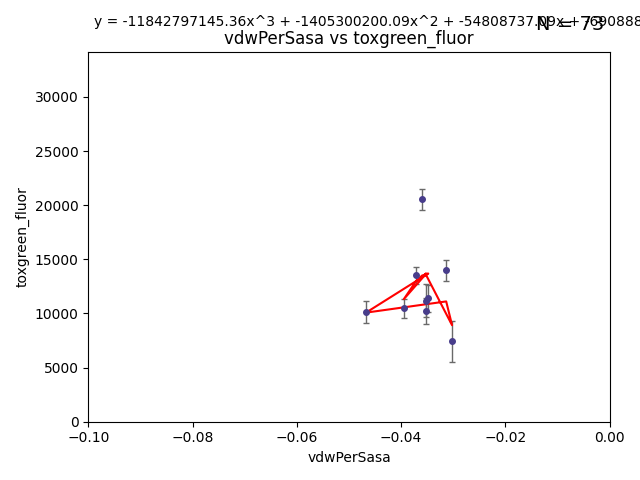 y = -11842797145.36x^3 + -1405300200.09x^2 + -54808737.09x +
N = 73
vdwPerSasa vs toxgreen_fluor
30000
25000
20000
15000
10000
5000
0
toxgreen_fluor
−0.10 −0.08 −0.06 −0.04 −0.02 0.00
vdwPerSasa